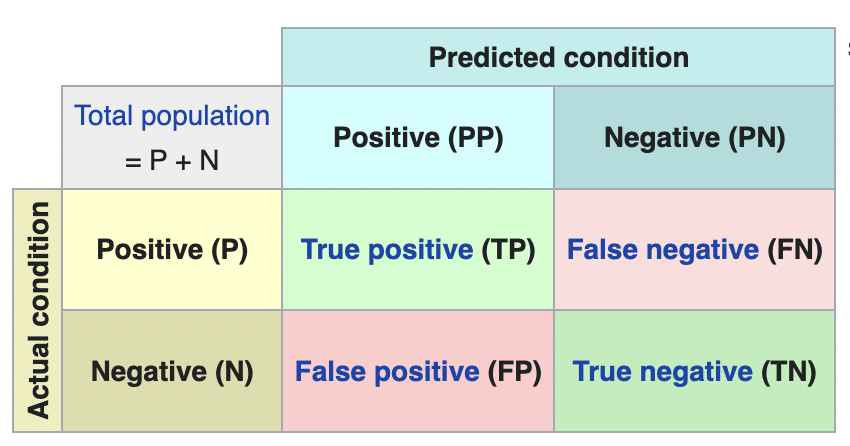 Predicted condition
Total population
= P + N
Positive (PP)
Negative (PN)
Actual condition
Positive (P)
True positive (TP)
False negative (FN)
Negative (N)
False positive (FP)
True negative (TN)